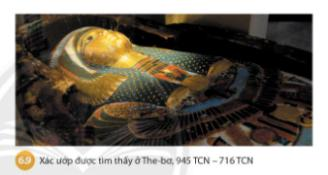 6.9 Xác ướp được tìm thấy ở The-bơ, 945 TCN – 716 TCN